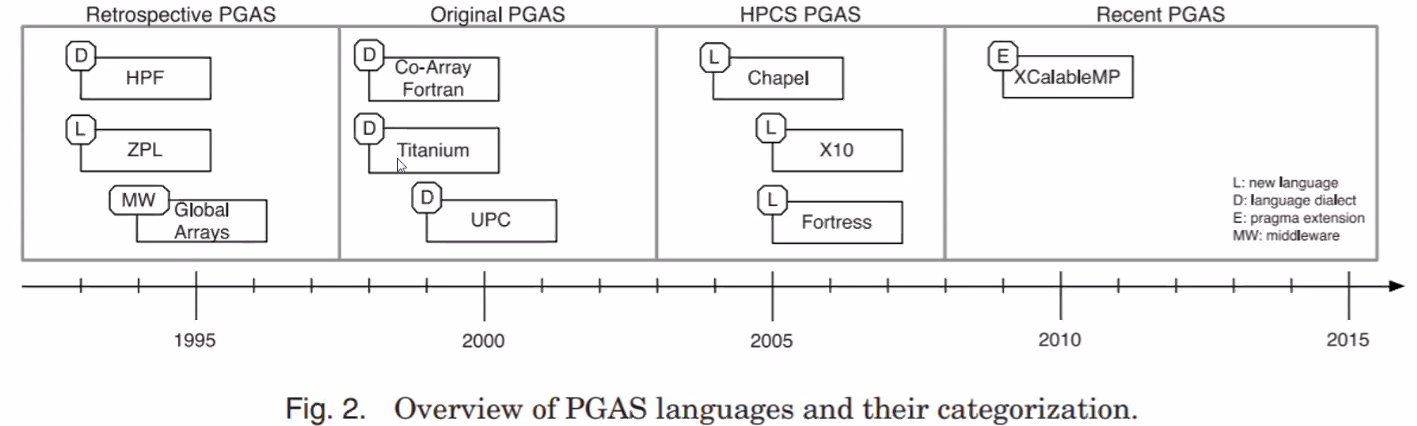 Retrospective PGAS
Original PGAS
HPCS PGAS
Recent PGAS
D
HPF
L
ZPL
MW
Global
Arrays
D
Co-Array
Fortran
D
Titanium
D
UPC
L
Chapel
L
X10
L
Fortress
E
XCalableMP
L: new language
D: language dialect
E: pragma extension
MW: middleware
1995
2000
2005
2010
2015
Fig. 2. Overview of PGAS languages and their categorization.